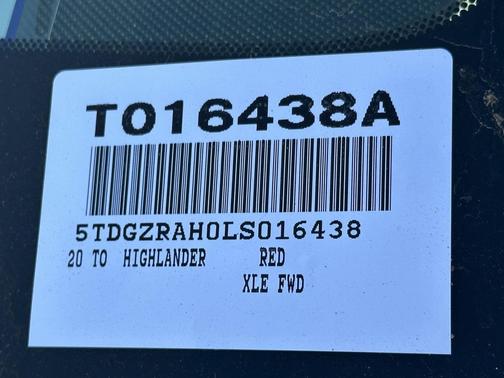 T016438A
5TDGZRAH0LS016438
20 TO HIGHLANDER RED
XLE FWD